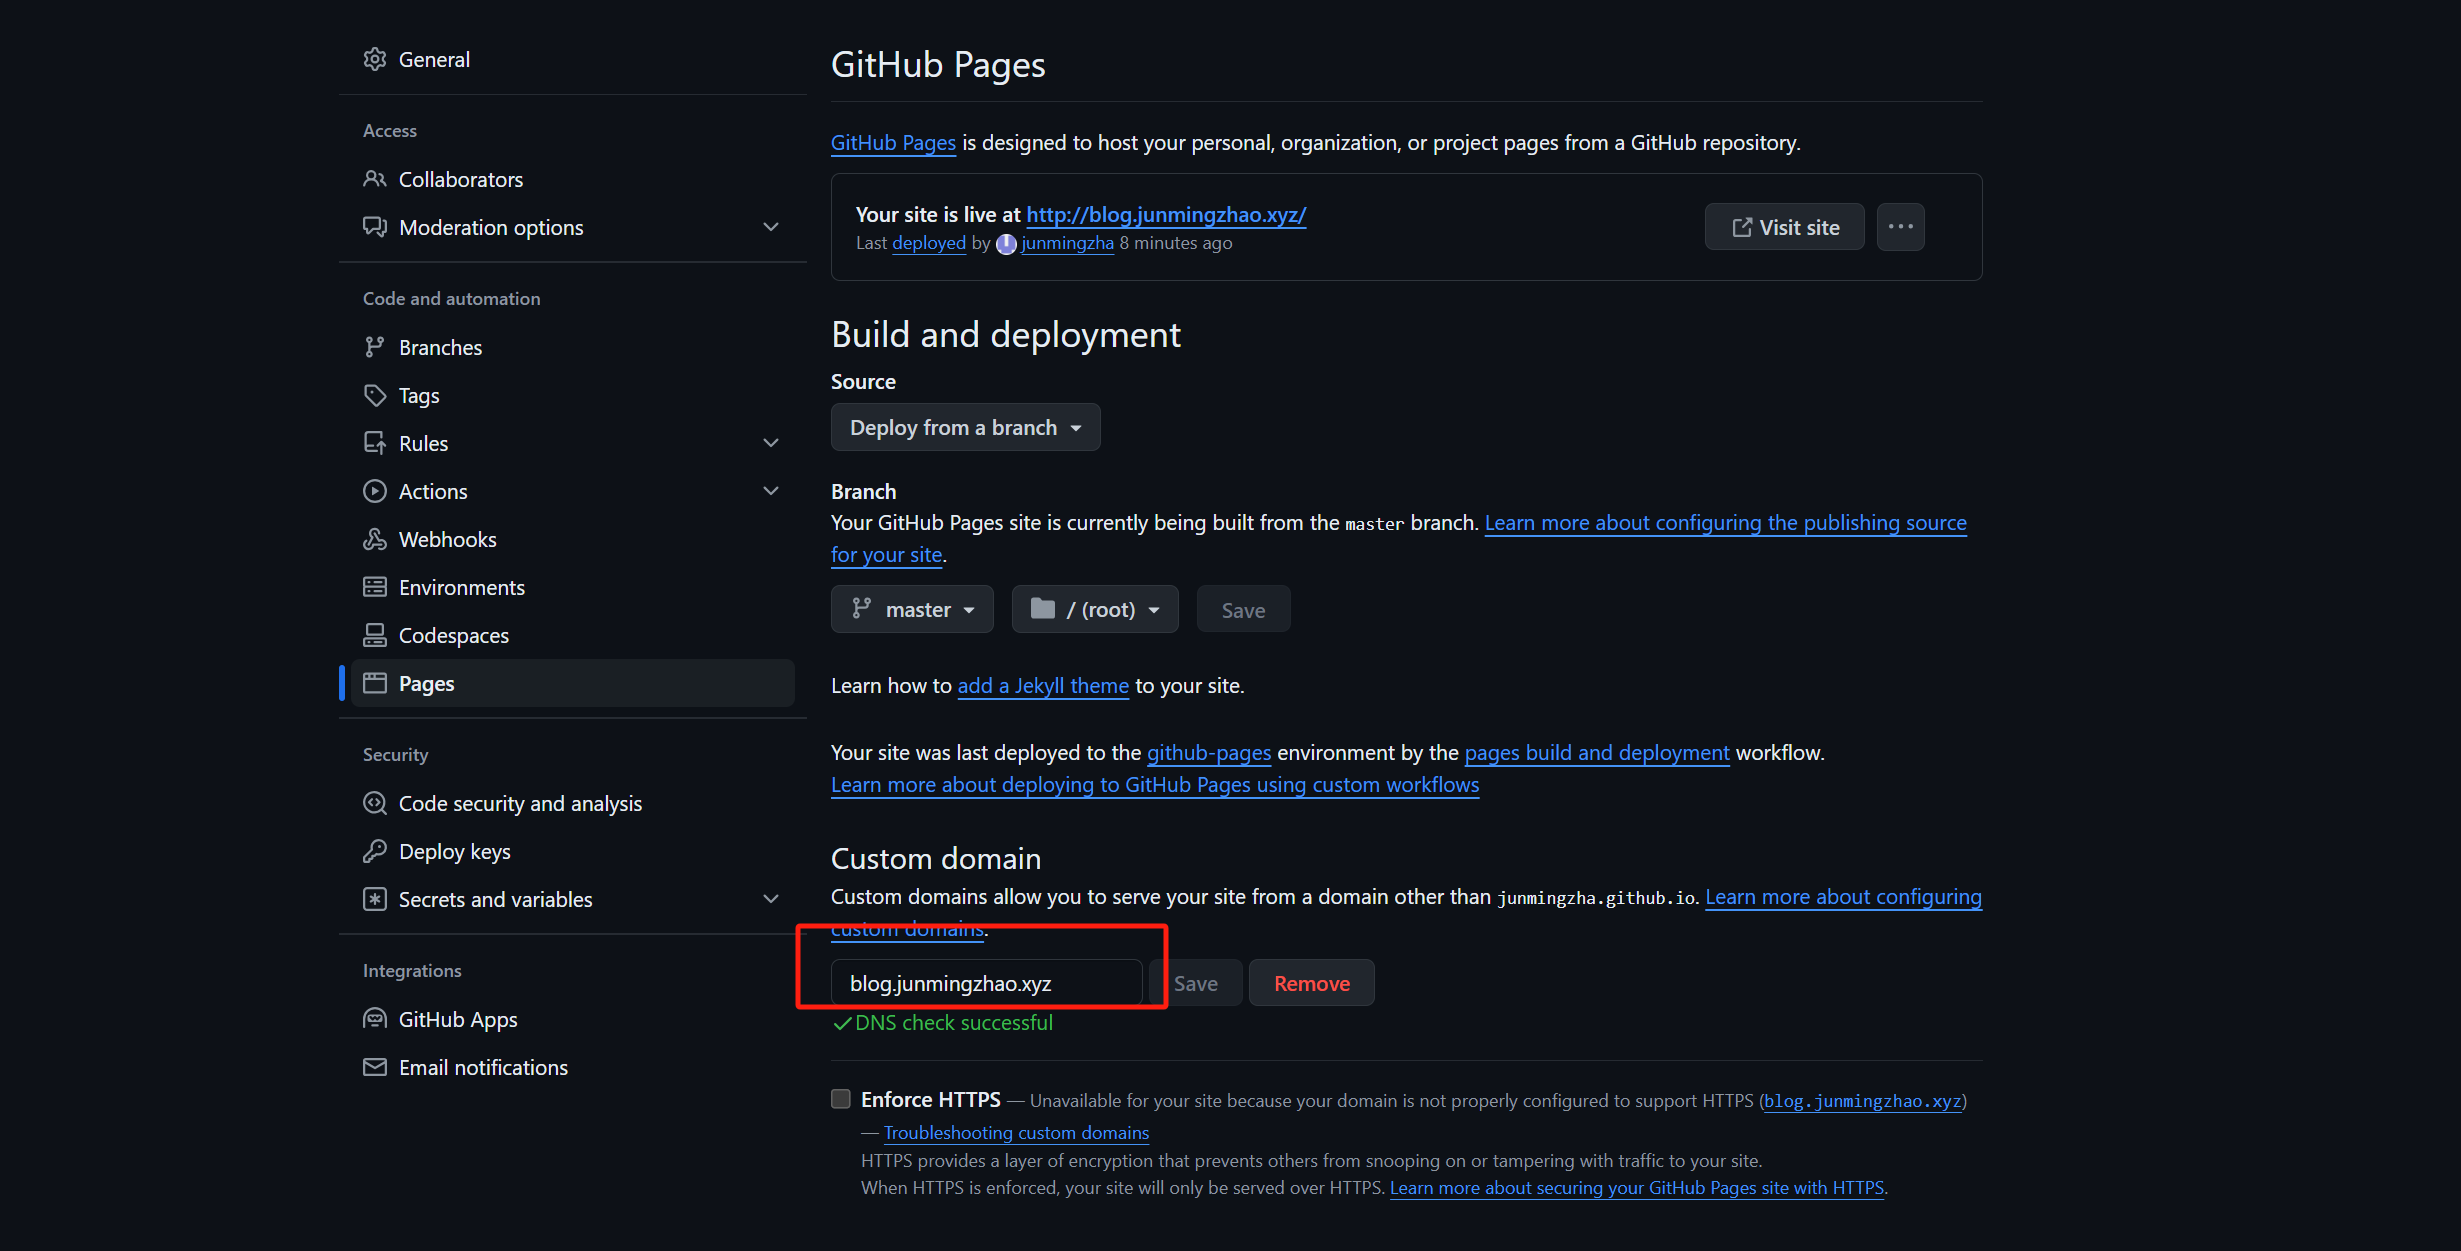 General
Access
Collaborators
Moderation options
Code and automation
Branches
Tags
Rules
Actions
Webhooks
Environments
Codespaces
Pages
Security
Code security and analysis
Deploy keys
Secrets and variables
Integrations
GitHub Apps
Email notifications
GitHub Pages
GitHub Pages is designed to host your personal, organization, or project pages from a GitHub repository.
Your site is live at http://blog.junmingzhao.xyz/
Last deployed by junmingzha 8 minutes ago
Visit site
Build and deployment
Source
Deploy from a branch
Branch
Your GitHub Pages site is currently being built from the master branch. Learn more about configuring the publishing source
for your site.
master
/ (root)
Save
Learn how to add a Jekyll theme to your site.
Your site was last deployed to the github-pages environment by the pages build and deployment workflow.
Learn more about deploying to GitHub Pages using custom workflows
Custom domain
Custom domains allow you to serve your site from a domain other than junmingzha.github.io. Learn more about configuring
custom domains.
blog.junmingzhao.xyz
Save
Remove
DNS check successful
Enforce HTTPS — Unavailable for your site because your domain is not properly configured to support HTTPS (blog.junmingzhao.xyz)
— Troubleshooting custom domains
HTTPS provides a layer of encryption that prevents others from snooping on or tampering with traffic to your site.
When HTTPS is enforced, your site will only be served over HTTPS. Learn more about securing your GitHub Pages site with HTTPS.